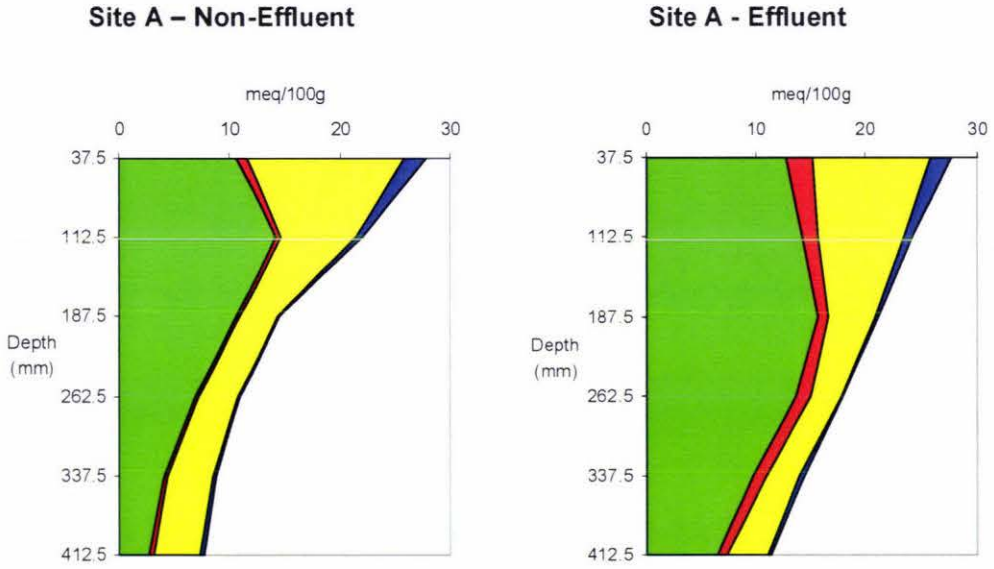 Site A – Non-Effluent
meq/100g
0 10 20 30
37.5
112.5
187.5
Depth
(mm)
262.5
337.5
412.5
Site A - Effluent
meq/100g
0 10 20 30
37.5
112.5
187.5
Depth
(mm)
262.5
337.5
412.5